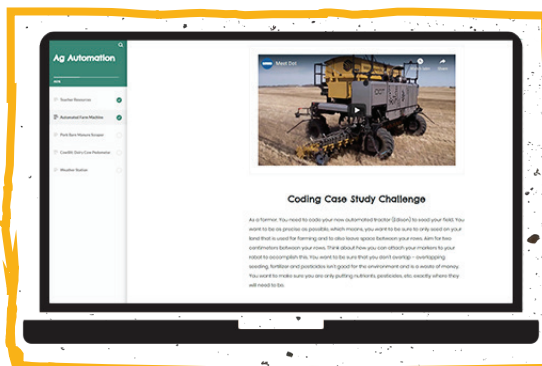 Ag Automation
Teacher Resources
Automated Farm Machine
Farm Barn Manure Scraper
Weather Station
Meet Dot
Coding Case Study Challenge
As a farmer, You need to code your new automated tractor (Edison) to seed your field. You
want to be as precise as possible, which means, you want to be sure to only seed on your
land that is used for farming and to also leave space between your rows. Aim for two
centimeters between your rows. Think about how you can attach your markers to your
robot to accomplish this. You want to be sure that you don't overlap – overlapping
seeding, fertilizer and pesticides isn't good for the environment and is a waste of money.
You want to make sure you are only putting nutrients, pesticides, etc. exactly where they
will need to be.